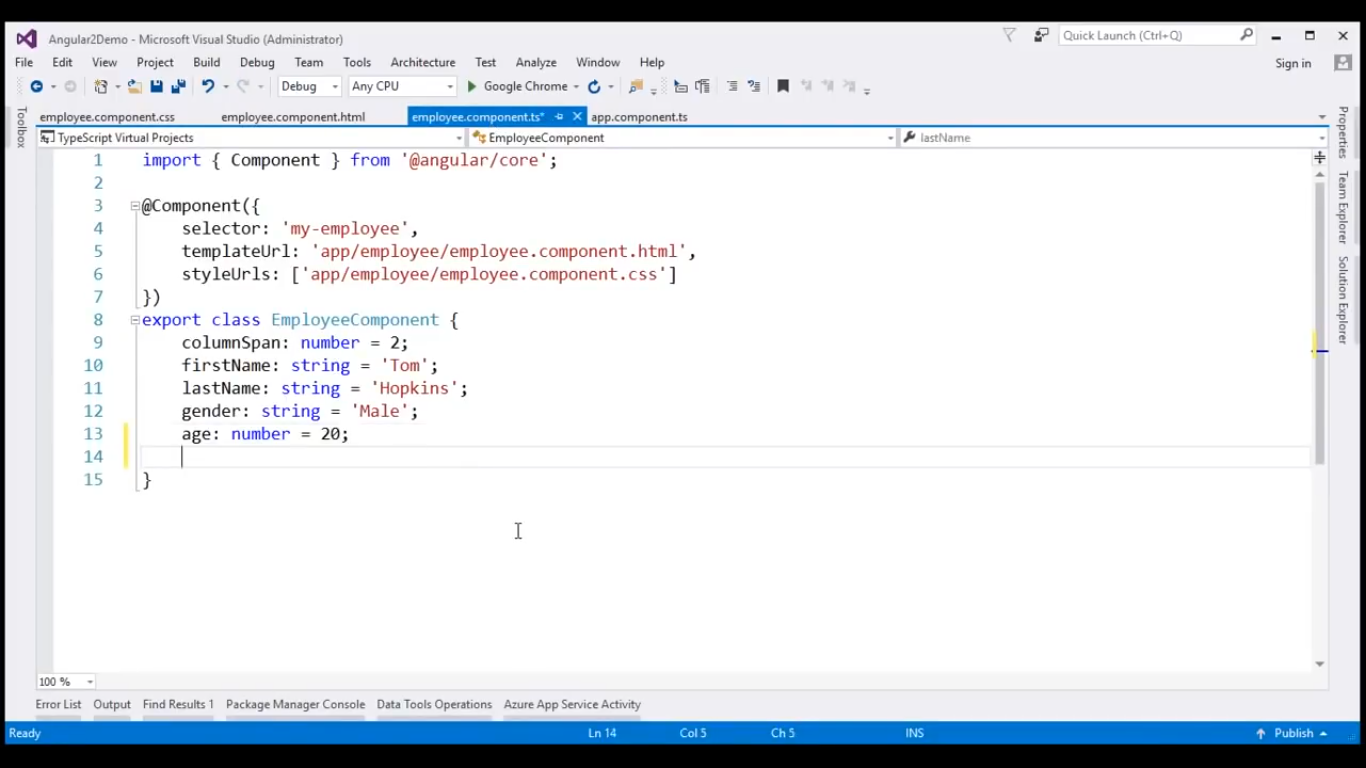 Angular2Demo - Microsoft Visual Studio (Administrator)
Quick Launch (Ctrl+Q)
File Edit View Project Build Debug Team Tools Architecture Test Analyze Window Help
Sign in
Debug Any CPU Google Chrome
employee.component.css employee.component.html employee.component.ts* app.component.ts
TypeScript Virtual Projects EmployeeComponent lastName
Toolbox
Properties
Team Explorer
Solution Explorer
1 import { Component } from '@angular/core';
2
3 @Component({
4 selector: 'my-employee',
5 templateUrl: 'app/employee/employee.component.html',
6 styleUrls: ['app/employee/employee.component.css']
7 })
8 export class EmployeeComponent {
9 columnSpan: number = 2;
10 firstName: string = 'Tom';
11 lastName: string = 'Hopkins';
12 gender: string = 'Male';
13 age: number = 20;
14
15 }
100 %
Error List Output Find Results 1 Package Manager Console Data Tools Operations Azure App Service Activity
Ready Ln 14 Col 5 Ch 5 INS Publish